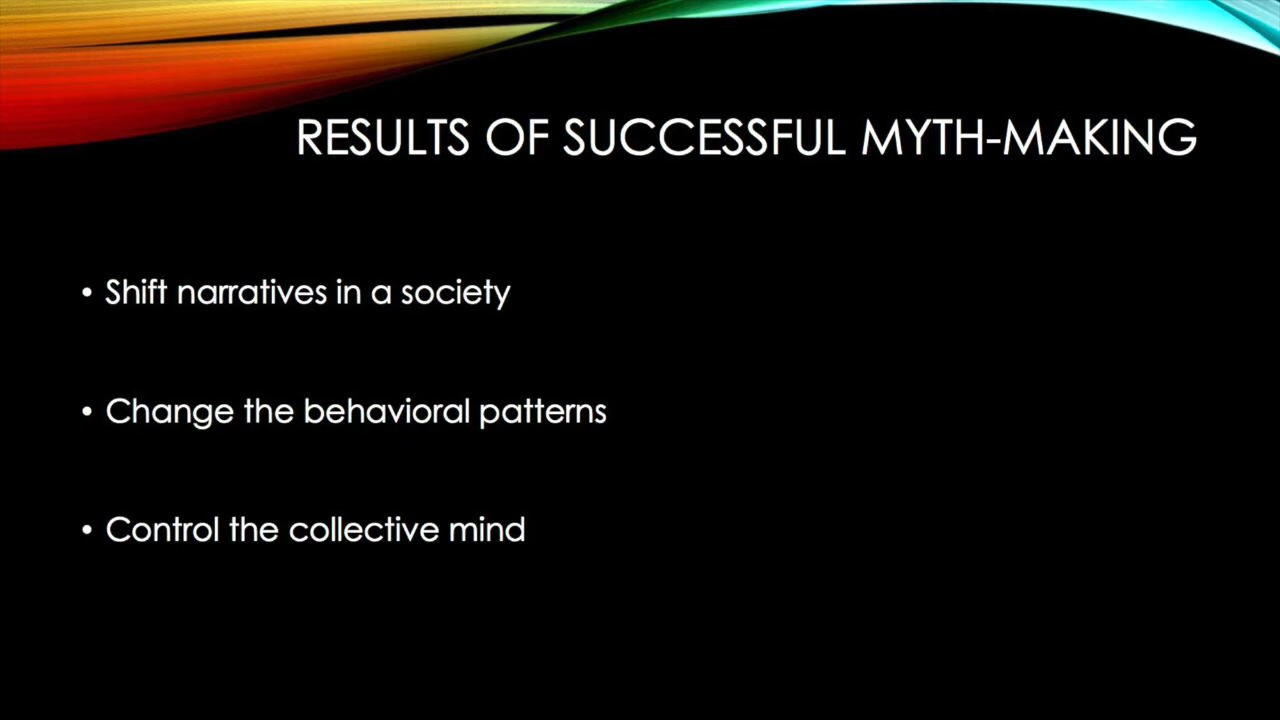 RESULTS OF SUCCESSFUL MYTH-MAKING
• Shift narratives in a society
• Change the behavioral patterns
• Control the collective mind